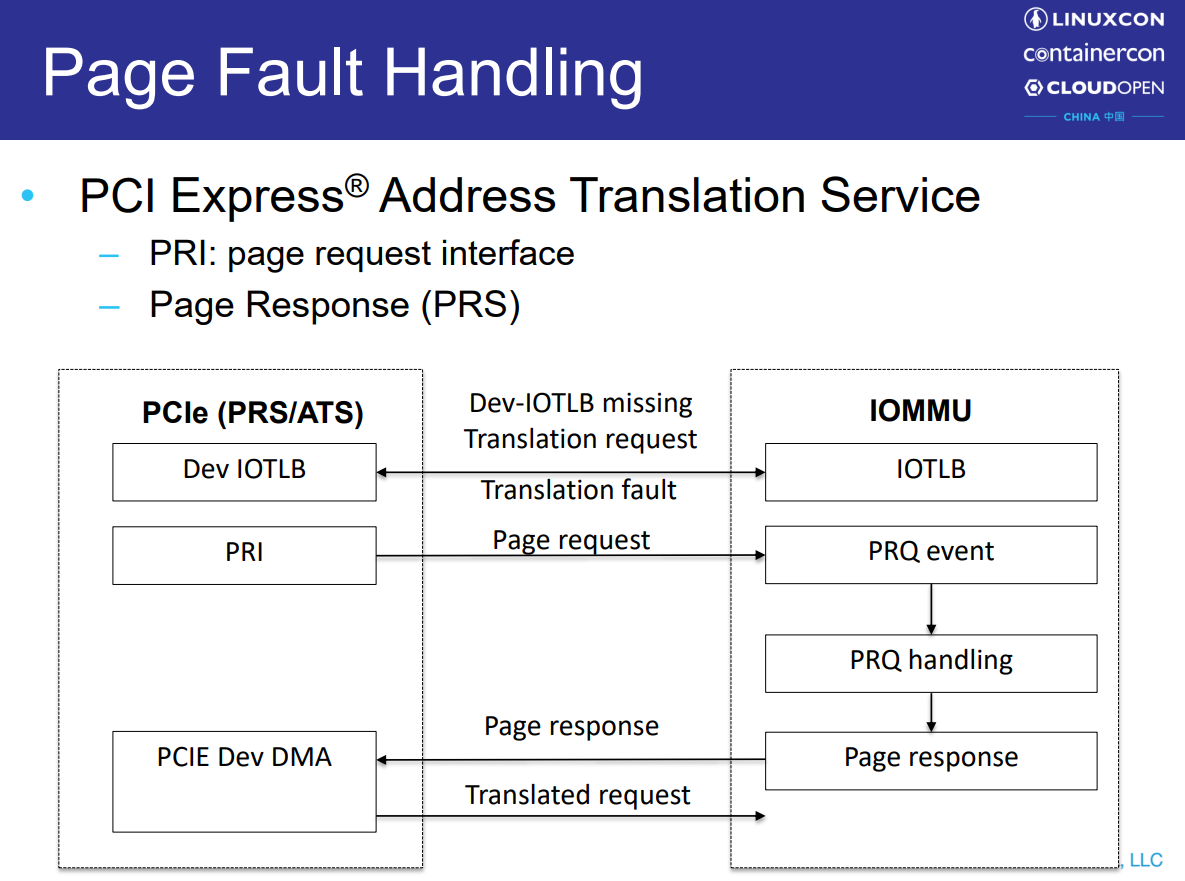 Page Fault Handling
LINUXCON
containercon
CLOUDOPEN
CHINA 中国
• PCI Express® Address Translation Service
– PRI: page request interface
– Page Response (PRS)
PCIe (PRS/ATS)
Dev IOTLB
PRI
PCIE Dev DMA
Dev-IOTLB missing
Translation request
Translation fault
Page request
Page response
Translated request
IOMMU
IOTLB
PRQ event
PRQ handling
Page response
, LLC